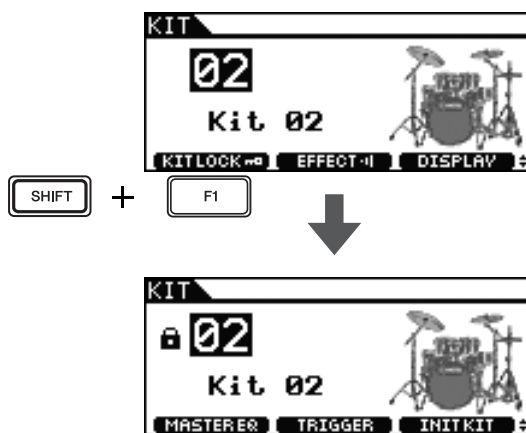 KIT
02
Kit 02
KITLOCK EFFECT DISPLAY
SHIFT + F1
KIT
02
Kit 02
MASTER EQ TRIGGER INIT KIT